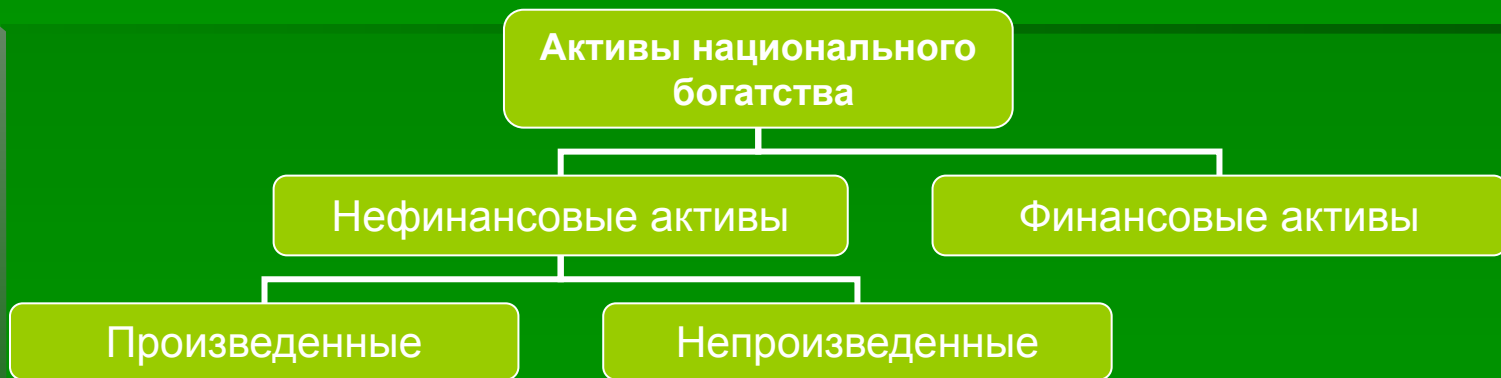 Активы национального
богатства
Нефинансовые активы
Финансовые активы
Произведенные
Непроизведенные